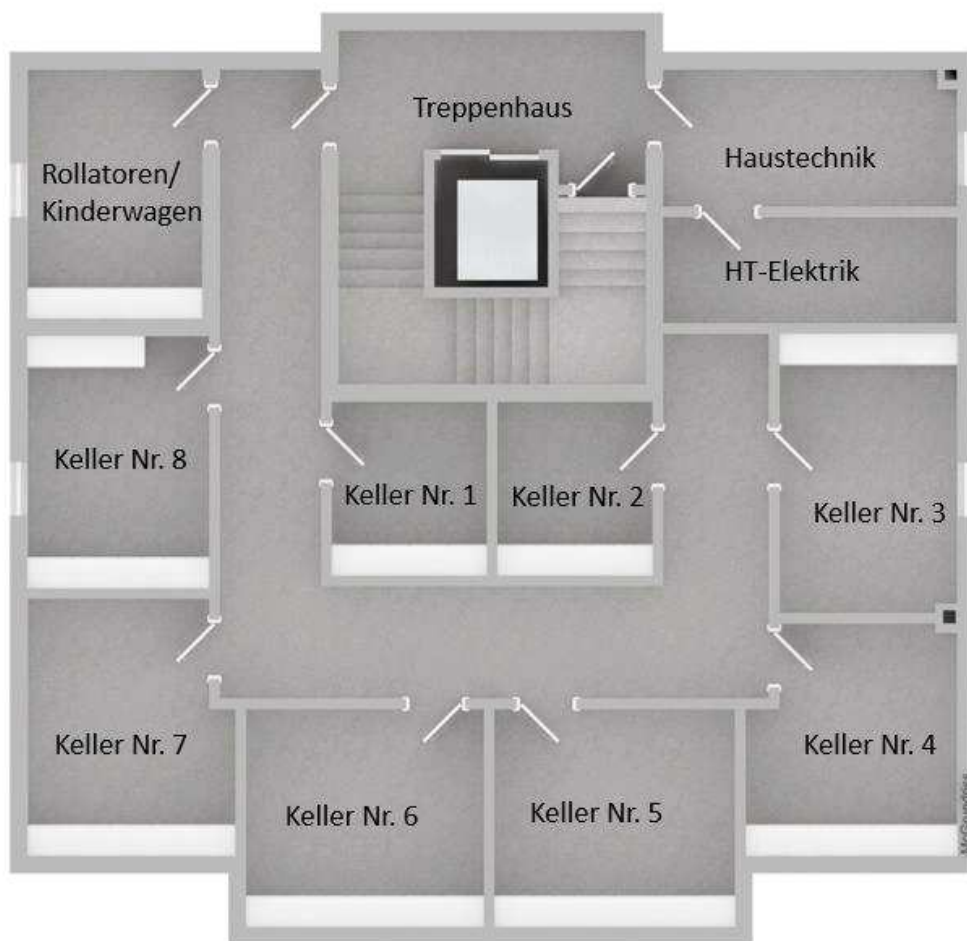 Treppenhaus
Rollatoren/
Kinderwagen
Haustechnik
HT-Elektrik
Keller Nr. 8
Keller Nr. 1
Keller Nr. 2
Keller Nr. 3
Keller Nr. 7
Keller Nr. 6
Keller Nr. 5
Keller Nr. 4
McGrundriss